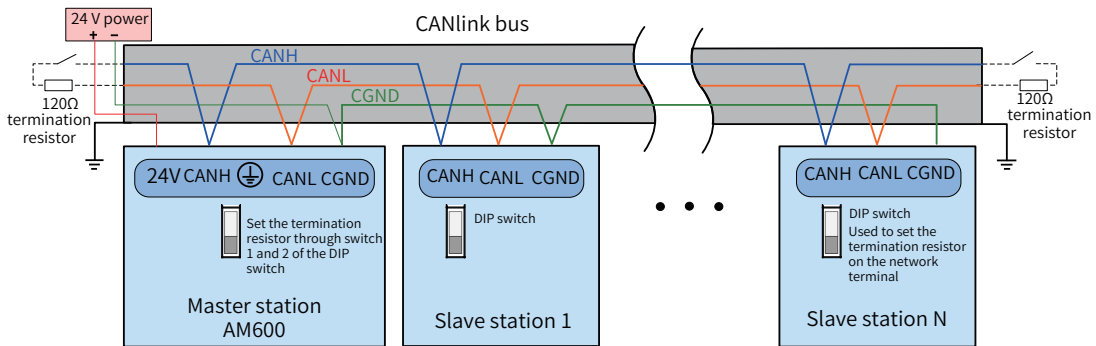 24 V power
+ −
CANlink bus
CANH
CANL
CGND
120Ω
termination
resistor
120Ω
termination
resistor
24V CANH CANL CGND
Set the termination
resistor through switch
1 and 2 of the DIP
switch
Master station
AM600
CANH CANL CGND
DIP switch
Slave station 1
• • •
CANH CANL CGND
DIP switch
Used to set the
termination resistor
on the network
terminal
Slave station N